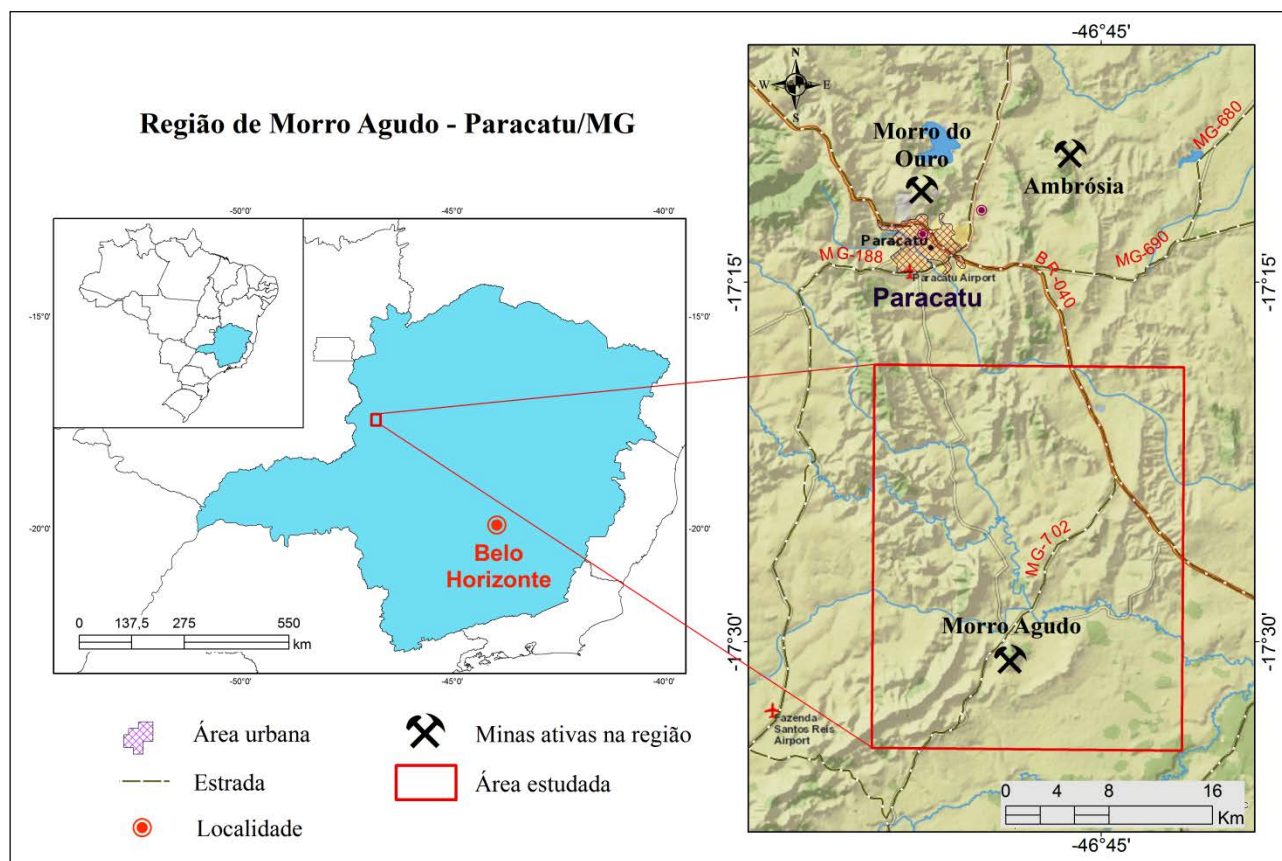 Região de Morro Agudo - Paracatu/MG
-50°0'
-45°0'
-40°0'
-15°0'
-15°0'
-20°0'
-20°0'
Belo
Horizonte
0 137,5 275 550
km
-50°0'
-45°0'
-40°0'
Área urbana
Estrada
Localidade
Minas ativas na região
Área estudada
-46°45'
N
W E
S
Morro do
Ouro
Ambrósia
MG-680
Paracatu
MG-188
Paracatu Airport
MG-690
BR-040
-17°15'
-17°15'
Paracatu
MG-702
Morro Agudo
-17°30'
-17°30'
Fazenda
Santos Reis
Airport
0 4 8 16
Km
-46°45'